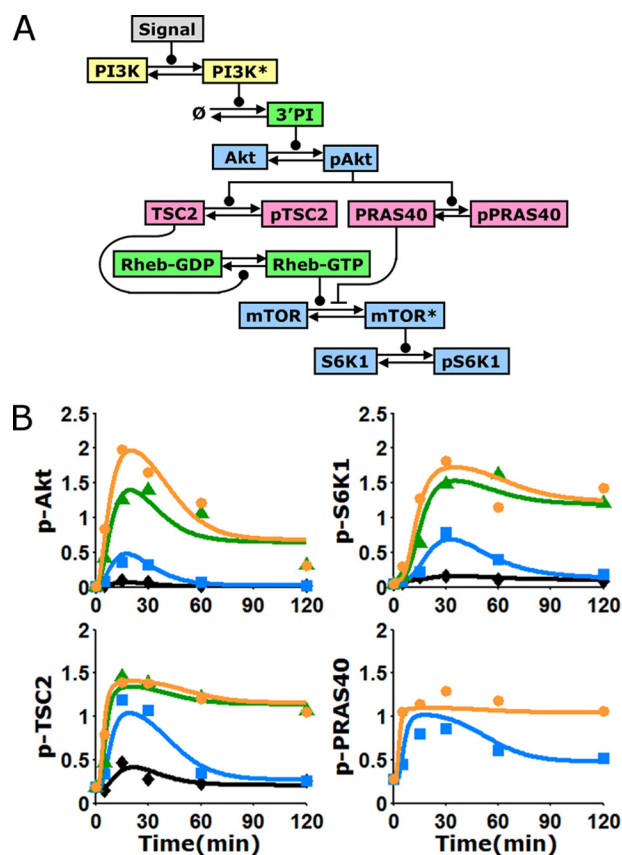 A
Signal
PI3K PI3K*
Ø 3'PI
Akt pAkt
TSC2 pTSC2 PRAS40 pPRAS40
Rheb-GDP Rheb-GTP
mTOR mTOR*
S6K1 pS6K1
B
p-Akt
2.5
2
1.5
1
0.5
0
0 30 60 90 120
p-S6K1
2.5
2
1.5
1
0.5
0
0 30 60 90 120
p-TSC2
2
1.5
1
0.5
0
0 30 60 90 120
Time(min)
p-PRAS40
2
1.5
1
0.5
0
0 30 60 90 120
Time(min)